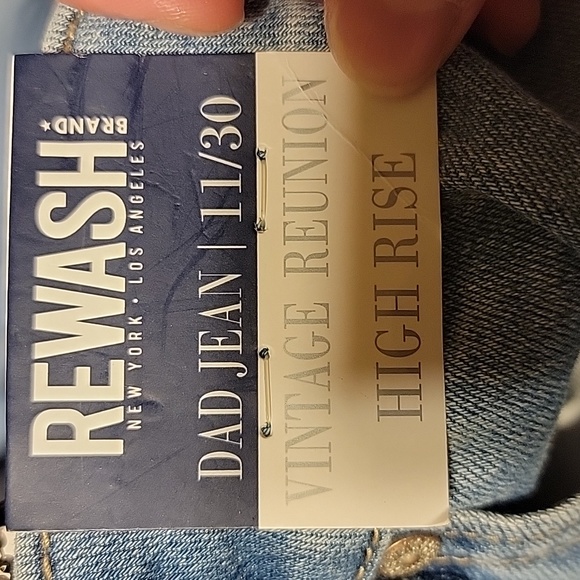 REWASH
BRAND★
NEW YORK • LOS ANGELES
DAD JEAN | 11/30
VINTAGE REUNION
HIGH RISE